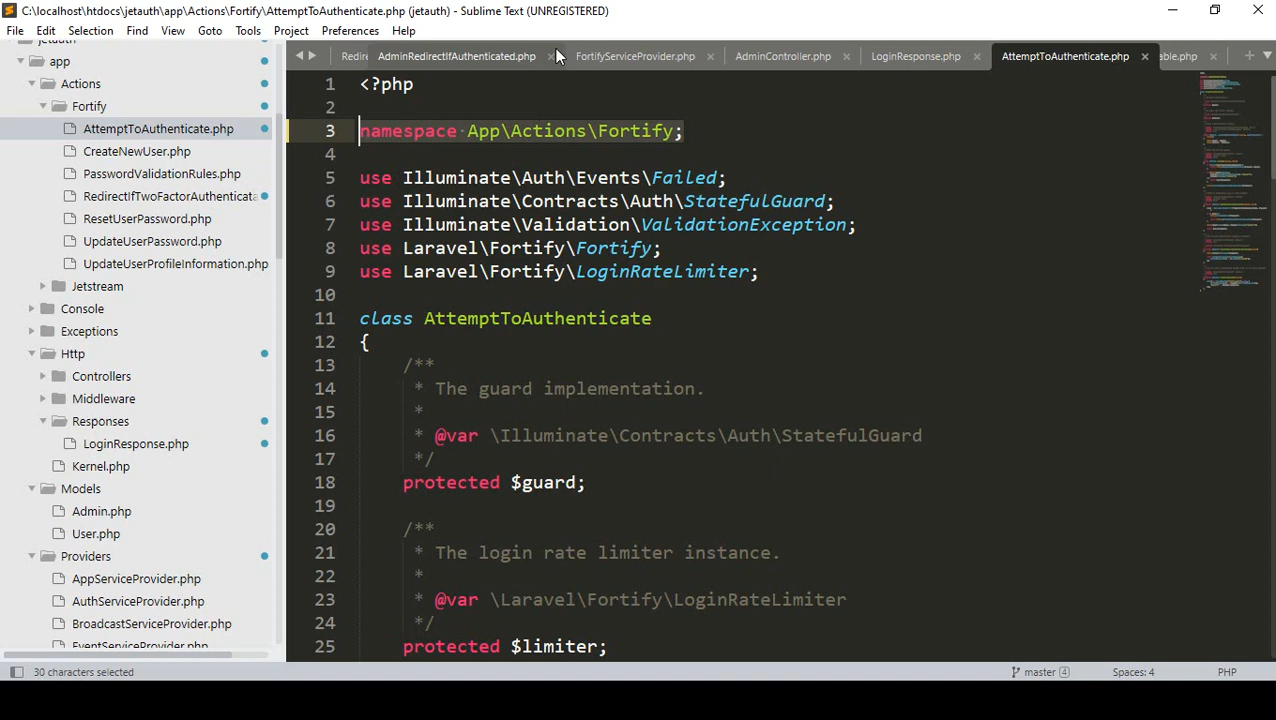 C:\localhost\htdocs\jetauth\app\Actions\Fortify\AttemptToAuthenticate.php (jetauth) - Sublime Text (UNREGISTERED)
File Edit Selection Find View Goto Tools Project Preferences Help
jetauth
app
Actions
Fortify
AttemptToAuthenticate.php
CreateNewUser.php
PasswordValidationRules.php
RedirectIfTwoFactorAuthenticata
ResetUserPassword.php
UpdateUserPassword.php
UpdateUserProfileInformation.php
Jetstream
Console
Exceptions
Http
Controllers
Middleware
Responses
LoginResponse.php
Kernel.php
Models
Admin.php
User.php
Providers
AppServiceProvider.php
AuthServiceProvider.php
BroadcastServiceProvider.php
EventServiceProvider.php
Redire AdminRedirectIfAuthenticated.php FortifyServiceProvider.php AdminController.php LoginResponse.php AttemptToAuthenticate.php able.php
1 <?php
2
3 namespace App\Actions\Fortify;
4
5 use Illuminate\Auth\Events\Failed;
6 use Illuminate\Contracts\Auth\StatefulGuard;
7 use Illuminate\Validation\ValidationException;
8 use Laravel\Fortify\Fortify;
9 use Laravel\Fortify\LoginRateLimiter;
10
11 class AttemptToAuthenticate
12 {
13 /**
14 * The guard implementation.
15 *
16 * @var \Illuminate\Contracts\Auth\StatefulGuard
17 */
18 protected $guard;
19
20 /**
21 * The login rate limiter instance.
22 *
23 * @var \Laravel\Fortify\LoginRateLimiter
24 */
25 protected $limiter;
30 characters selected
master 4 Spaces: 4 PHP